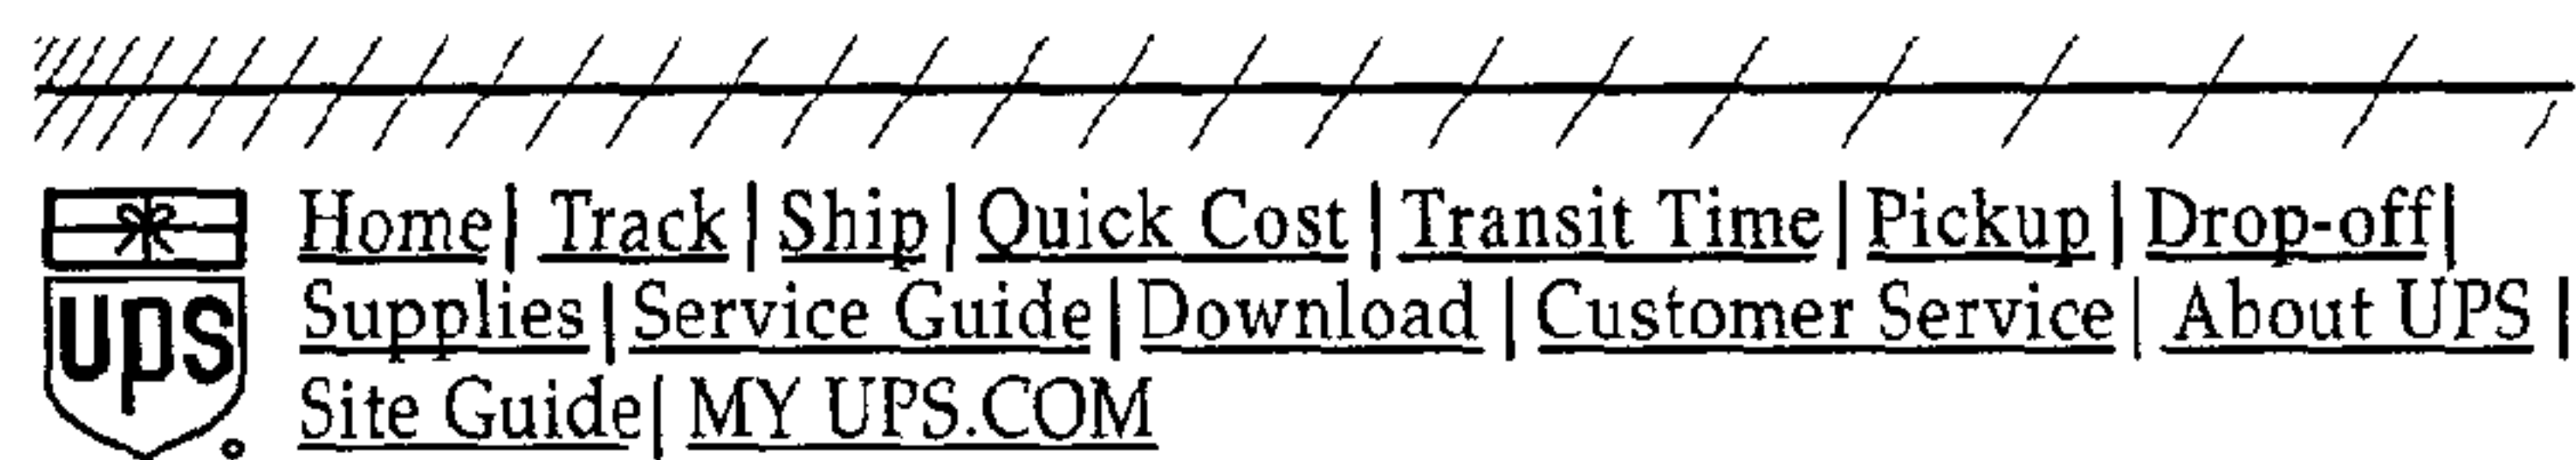 Home| Track|Ship|Quick Cost|Transit Time|Pickup|Drop-off|
ups Supplies|Service Guide|Download|Customer Service| About UPS|
Site Guide| MY UPS.COM